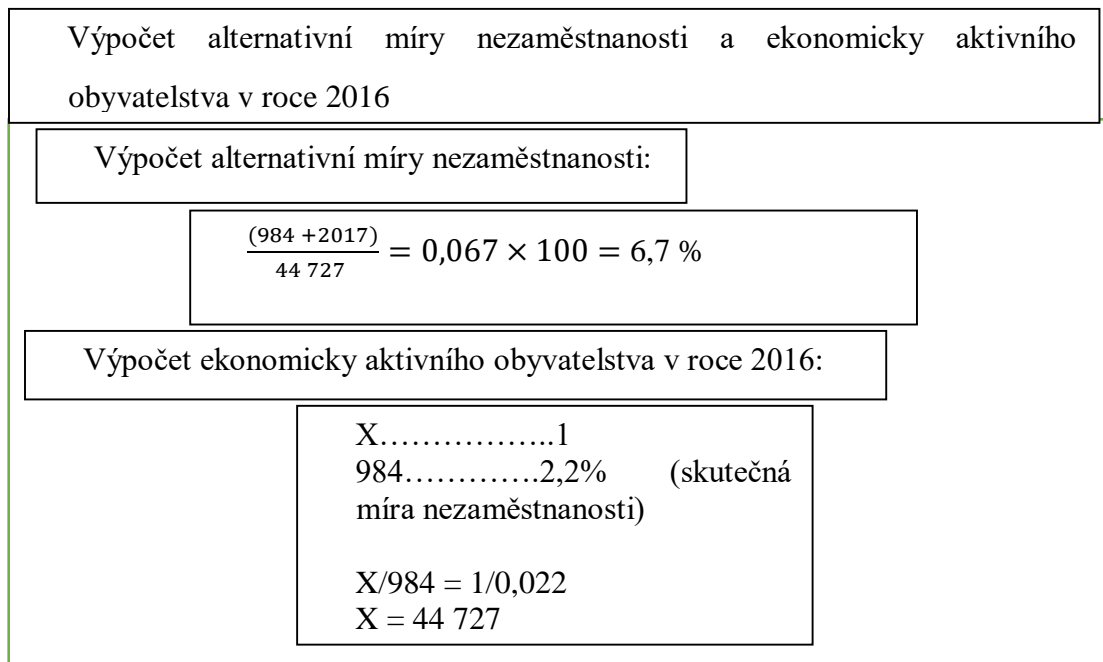 Výpočet alternativní míry nezaměstnanosti a ekonomicky aktivního
obyvatelstva v roce 2016
Výpočet alternativní míry nezaměstnanosti:
(984 +2017)
44 727
= 0,067 × 100 = 6,7 %
Výpočet ekonomicky aktivního obyvatelstva v roce 2016:
X……………..1
984………….2,2% (skutečná
míra nezaměstnanosti)
X/984 = 1/0,022
X = 44 727